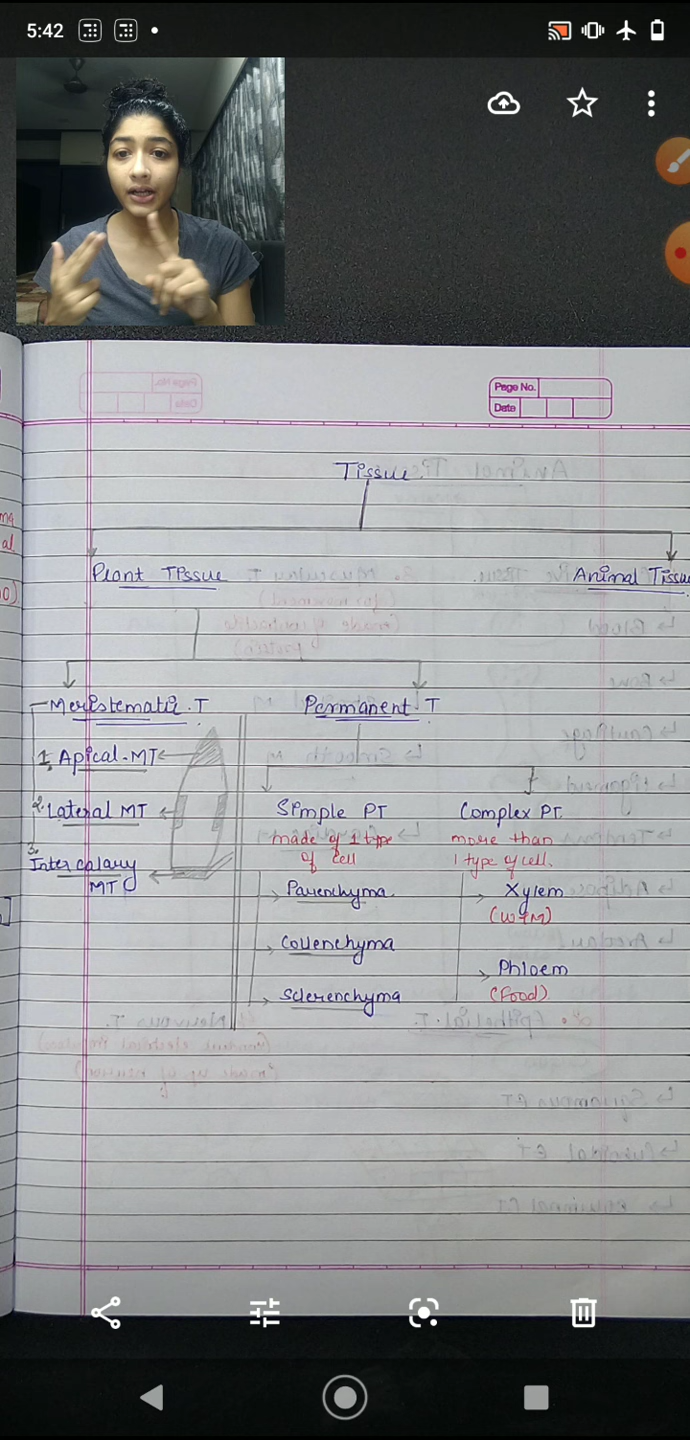 5:42
Page No.
Date
Tissue
Plant Tissue
Animal Tissu
Meristematic. T
Permanent T
1. Apical-MT
2. Lateral MT
3. Intercalary
MT
Simple PT
made of 1 type
of cell
Parenchyma
Collenchyma
Sclerenchyma
Complex PT.
more than
1 type of cell.
Xylem
(W+M)
Phloem
(Food)